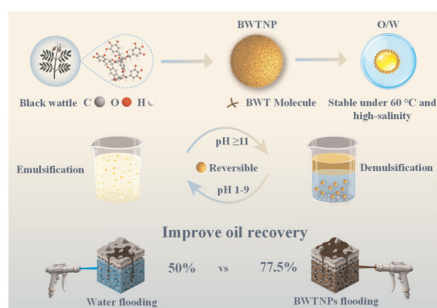 BWTNP
O/W
Black wattle
C O H
BWT Molecule
Stable under 60 °C and
high-salinity
pH ≥11
Emulsification
Reversible
Demulsification
pH 1-9
Improve oil recovery
50% vs 77.5%
Water flooding
BWTNPs flooding